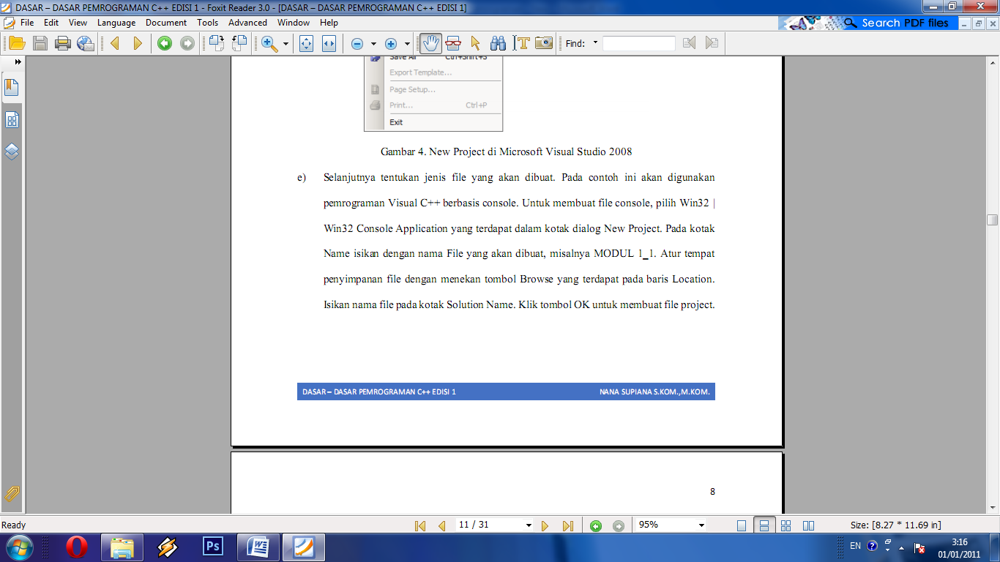 DASAR – DASAR PEMROGRAMAN C++ EDISI 1 - Foxit Reader 3.0 - [DASAR – DASAR PEMROGRAMAN C++ EDISI 1]
File Edit View Language Document Tools Advanced Window Help
Search PDF files
Find:
Save All Ctrl+Shift+S
Export Template...
Page Setup...
Print... Ctrl+P
Exit
Gambar 4. New Project di Microsoft Visual Studio 2008
e) Selanjutnya tentukan jenis file yang akan dibuat. Pada contoh ini akan digunakan
pemrograman Visual C++ berbasis console. Untuk membuat file console, pilih Win32 |
Win32 Console Application yang terdapat dalam kotak dialog New Project. Pada kotak
Name isikan dengan nama File yang akan dibuat, misalnya MODUL 1_1. Atur tempat
penyimpanan file dengan menekan tombol Browse yang terdapat pada baris Location.
Isikan nama file pada kotak Solution Name. Klik tombol OK untuk membuat file project.
DASAR – DASAR PEMROGRAMAN C++ EDISI 1 NANA SUPIANA S.KOM.,M.KOM.
8
Ready 11 / 31 95% Size: [8.27 * 11.69 in]
Ps EN 3:16
01/01/2011